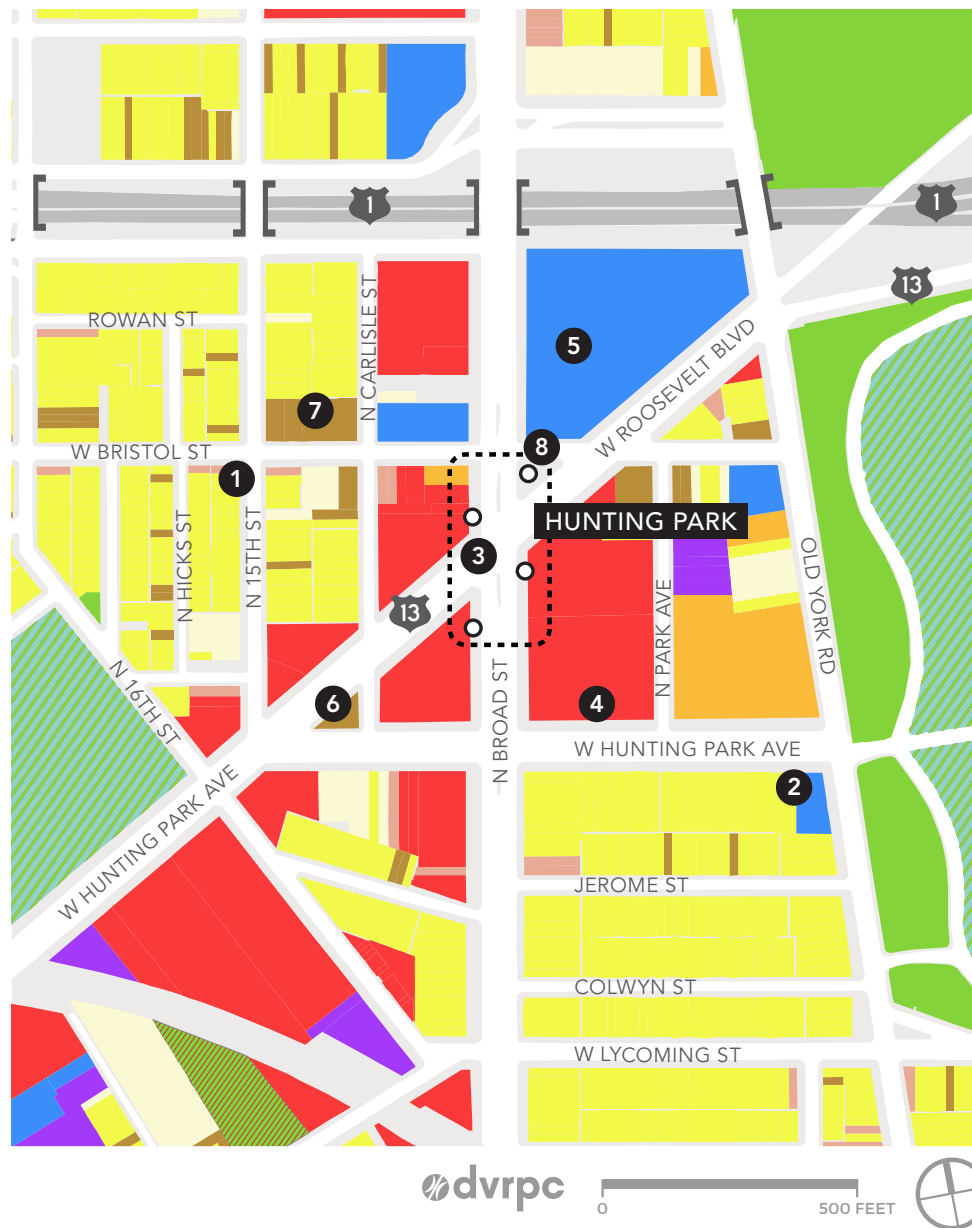 1
1
13
ROWAN ST
N CARLISLE ST
5
W ROOSEVELT BLVD
7
W BRISTOL ST
8
1
HUNTING PARK
3
N HICKS ST
N 15TH ST
13
OLD YORK RD
N PARK AVE
N 16TH ST
6
4
N BROAD ST
W HUNTING PARK AVE
2
W HUNTING PARK AVE
JEROME ST
COLWYN ST
W LYCOMING ST
dvrpc
0
500 FEET